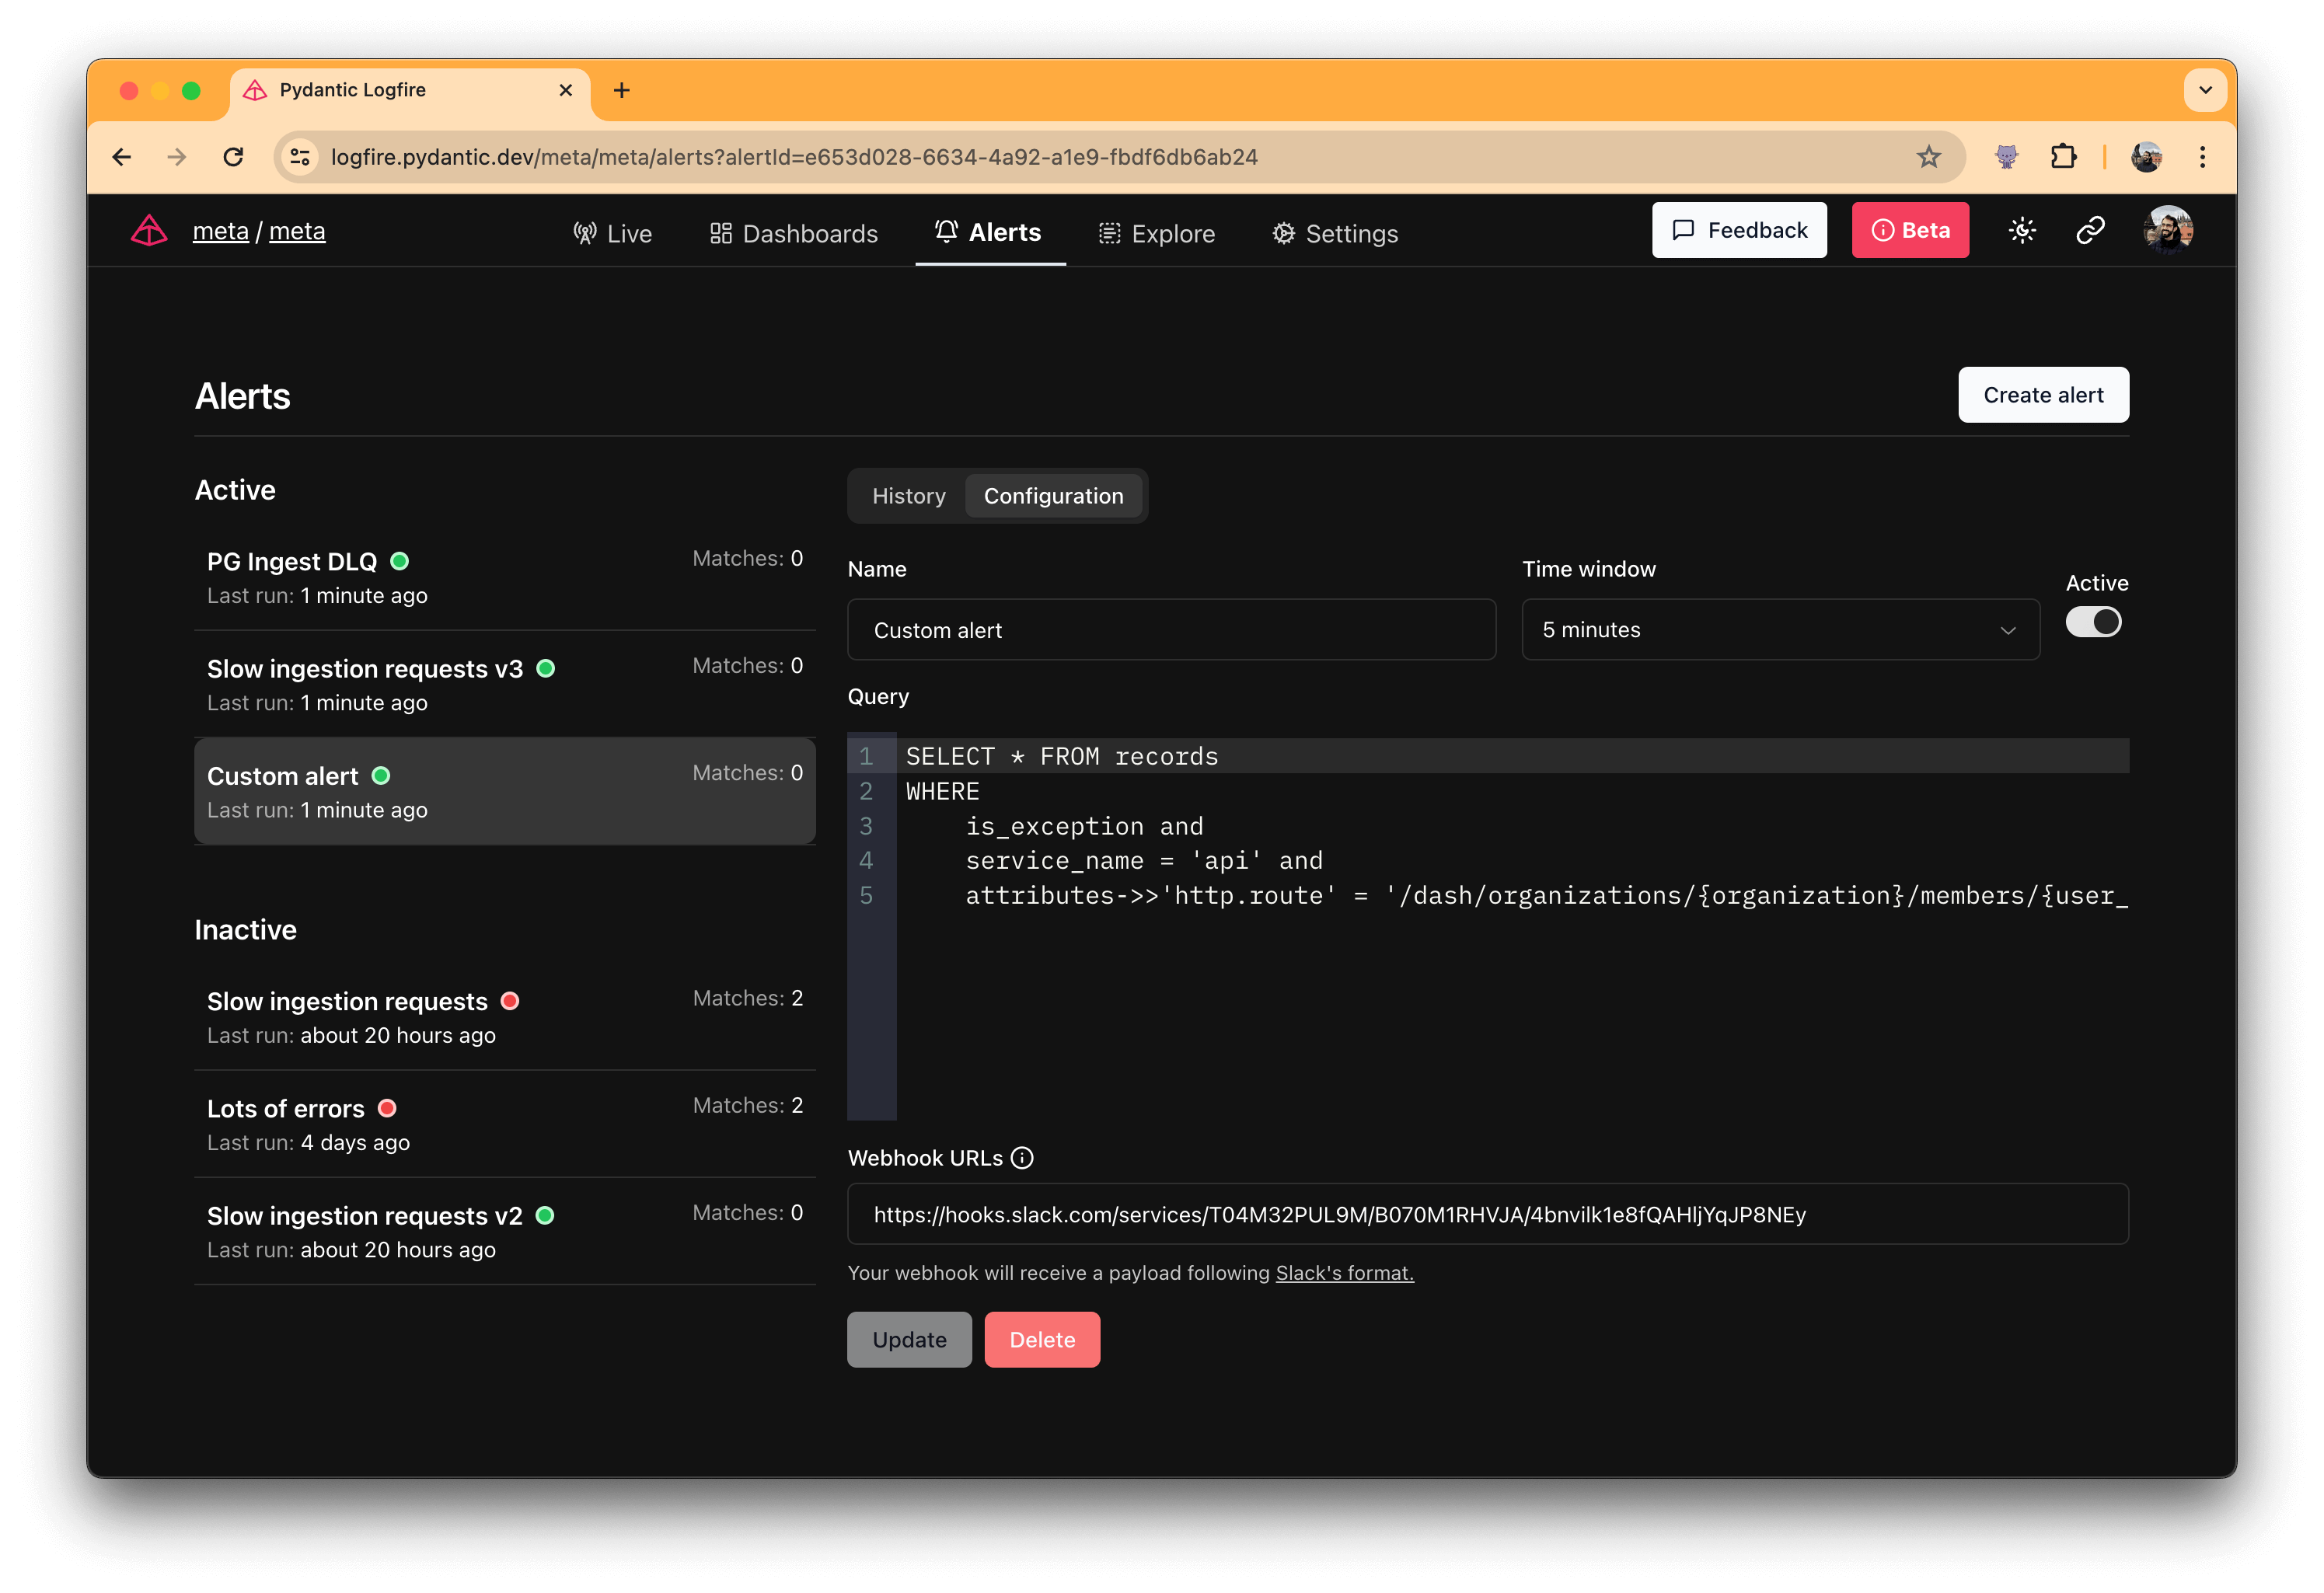 Pydantic Logfire
logfire.pydantic.dev/meta/meta/alerts?alertId=e653d028-6634-4a92-a1e9-fbdf6db6ab24
meta / meta
Live
Dashboards
Alerts
Explore
Settings
Feedback
Beta
Alerts
Create alert
Active
PG Ingest DLQ
Matches: 0
Last run: 1 minute ago
Slow ingestion requests v3
Matches: 0
Last run: 1 minute ago
Custom alert
Matches: 0
Last run: 1 minute ago
Inactive
Slow ingestion requests
Matches: 2
Last run: about 20 hours ago
Lots of errors
Matches: 2
Last run: 4 days ago
Slow ingestion requests v2
Matches: 0
Last run: about 20 hours ago
History
Configuration
Name
Custom alert
Time window
5 minutes
Active
Query
1 SELECT * FROM records
2 WHERE
3 is_exception and
4 service_name = 'api' and
5 attributes->>'http.route' = '/dash/organizations/{organization}/members/{user_
Webhook URLs
https://hooks.slack.com/services/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
Your webhook will receive a payload following Slack's format.
Update
Delete